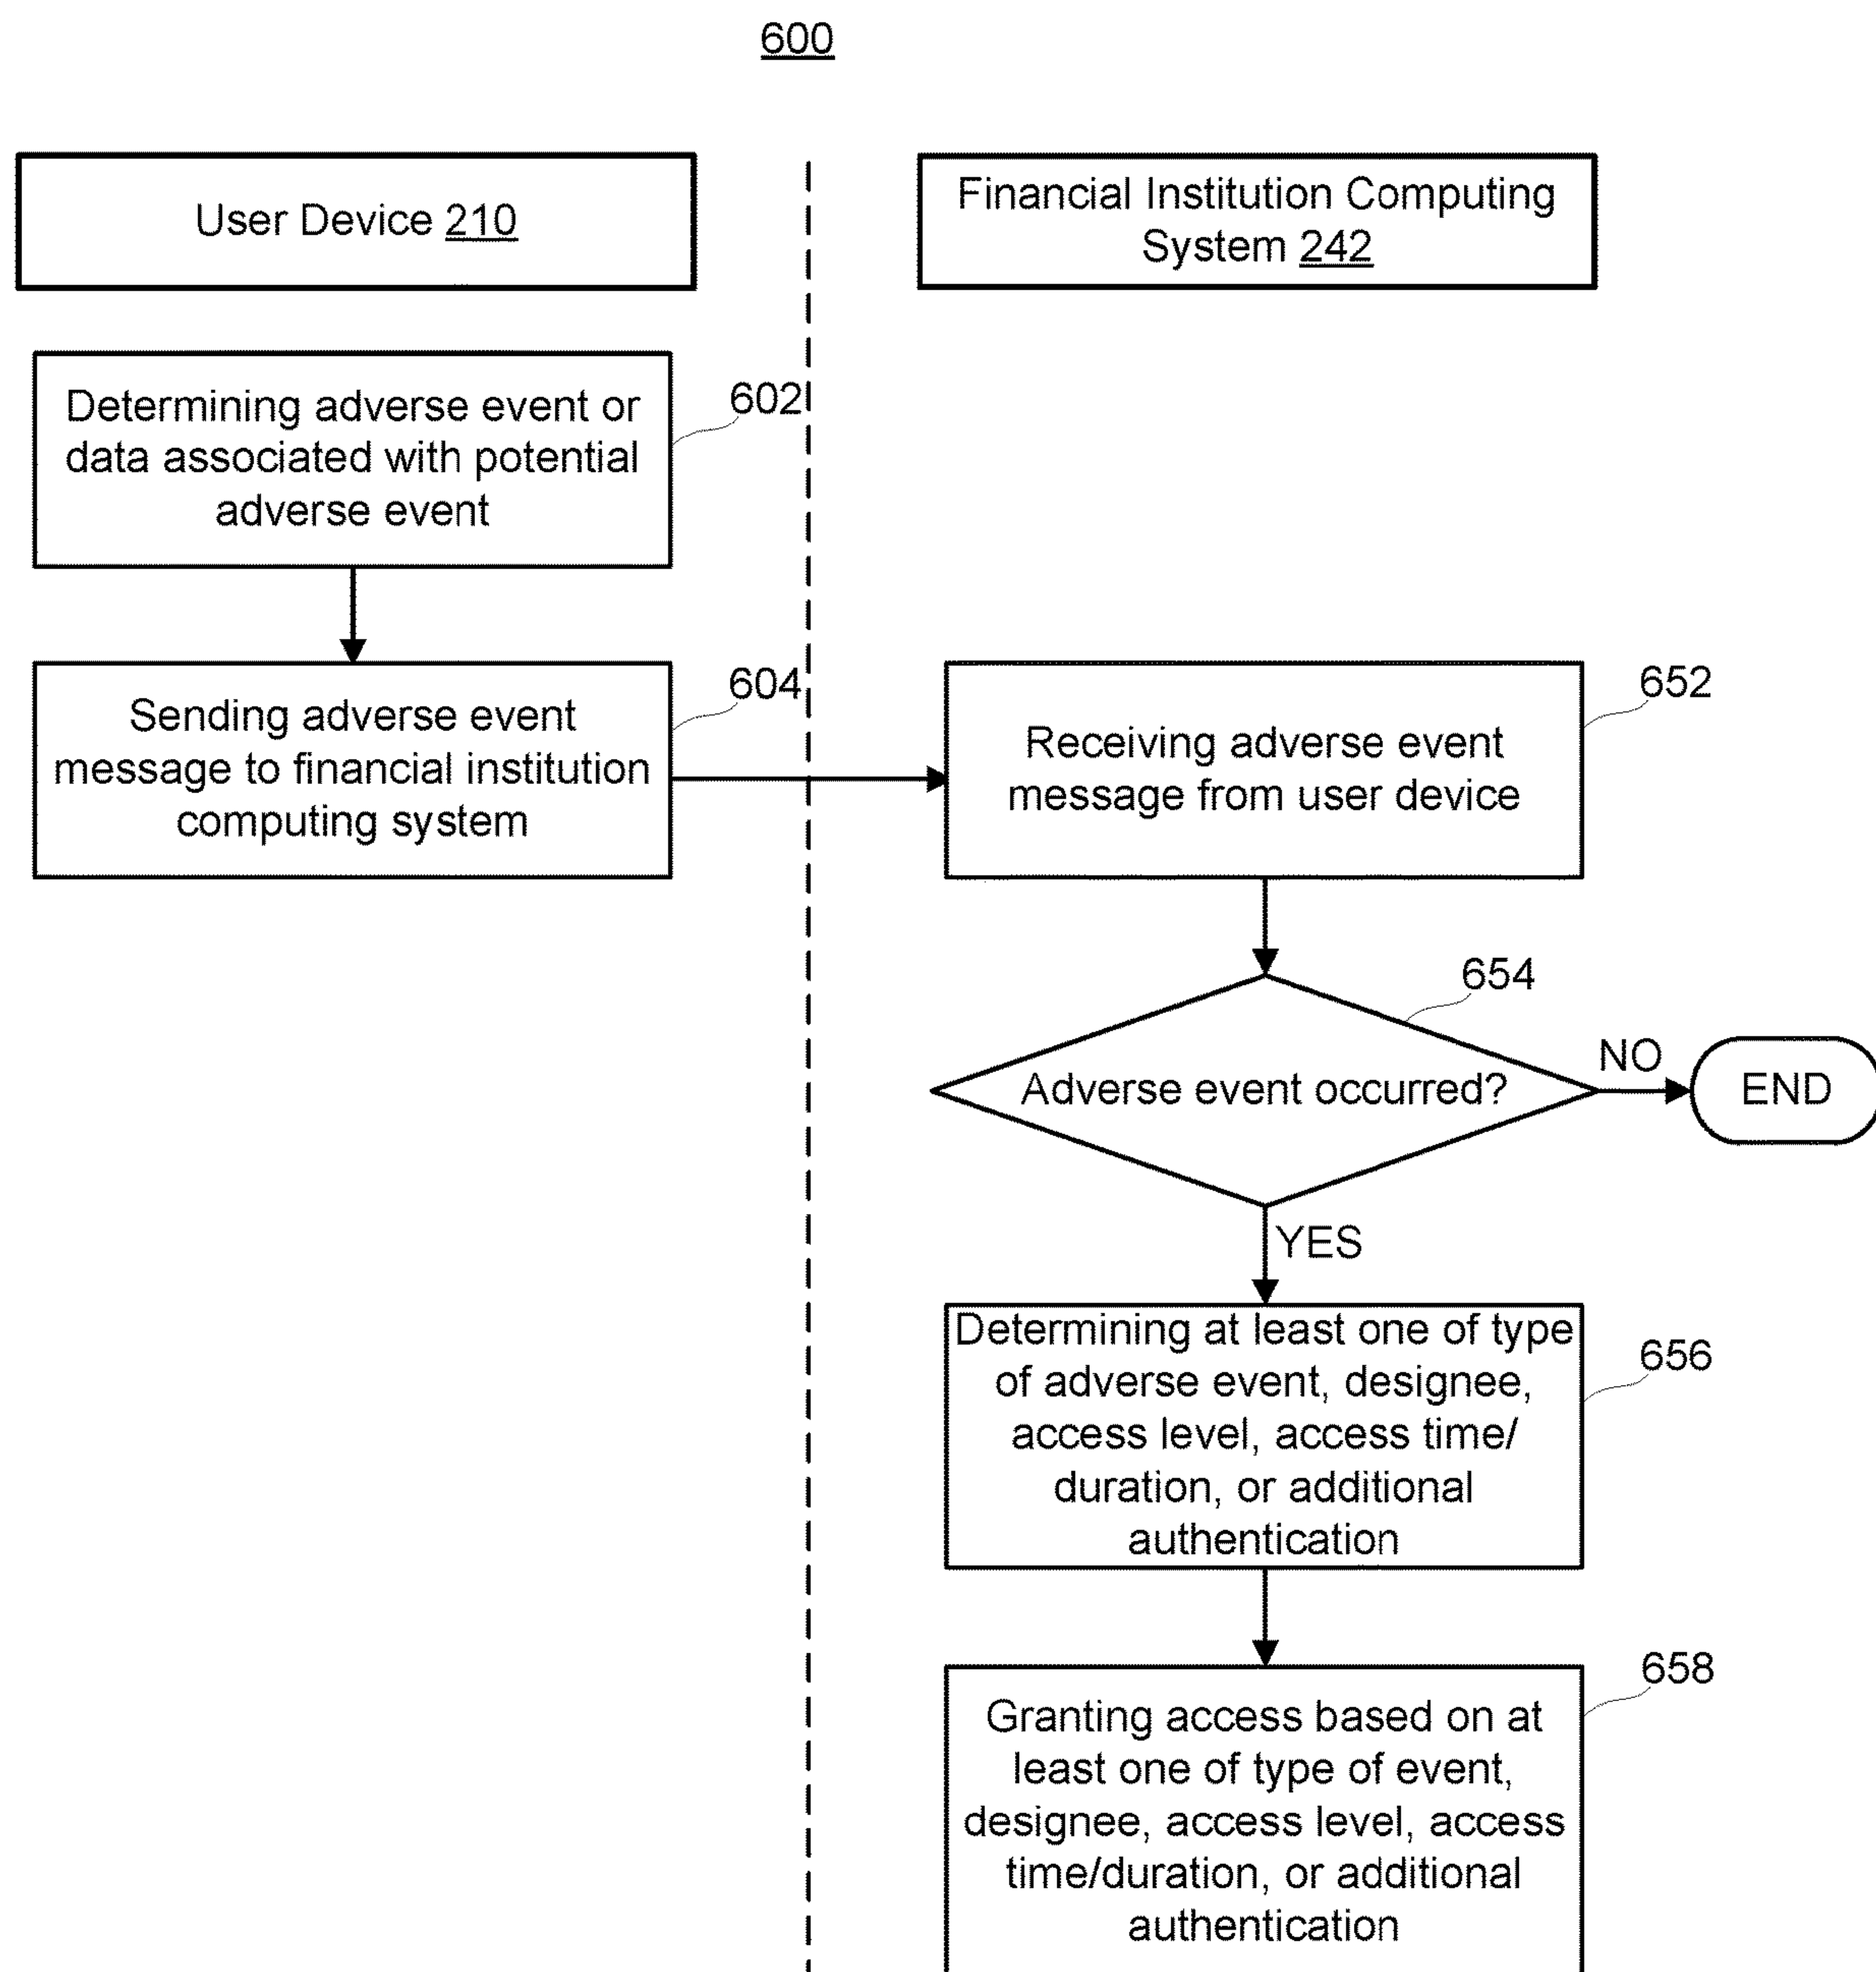 600
User Device 210
Financial Institution Computing
System 242
Determining adverse event or
data associated with potential
adverse event
602
Sending adverse event
message to financial institution
computing system
604
Receiving adverse event
message from user device
652
Adverse event occurred?
654
NO
END
YES
Determining at least one of type
of adverse event, designee,
access level, access time/
duration, or additional
authentication
656
Granting access based on at
least one of type of event,
designee, access level, access
time/duration, or additional
authentication
658